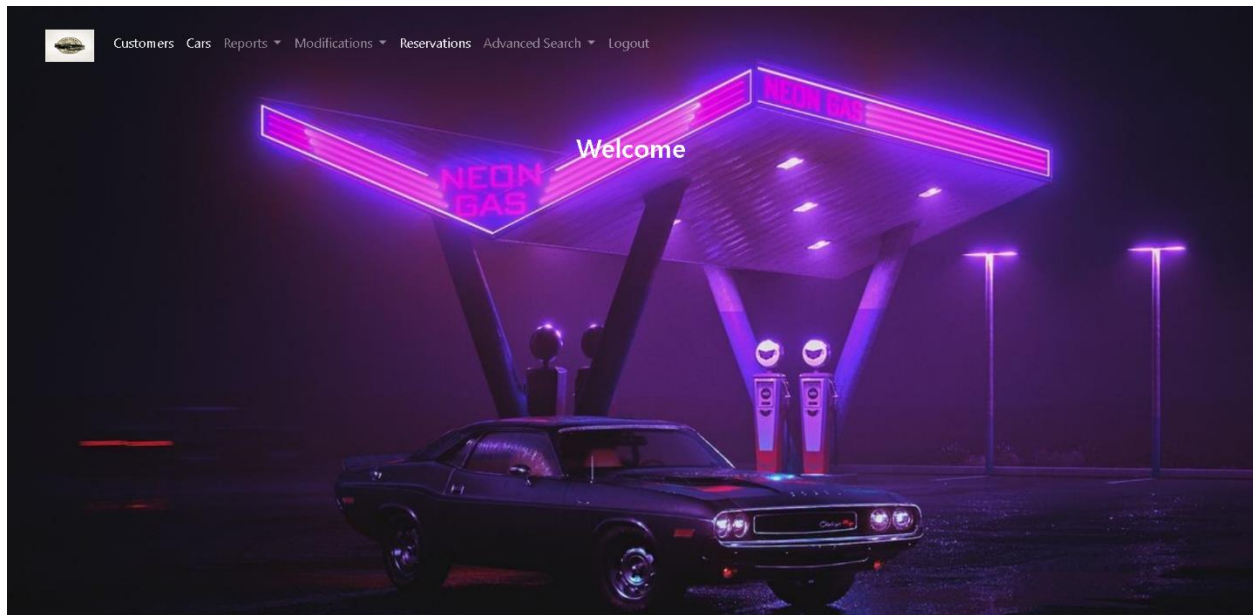 Customers Cars Reports Modifications Reservations Advanced Search Logout
NEON GAS
Welcome
NEON
GAS